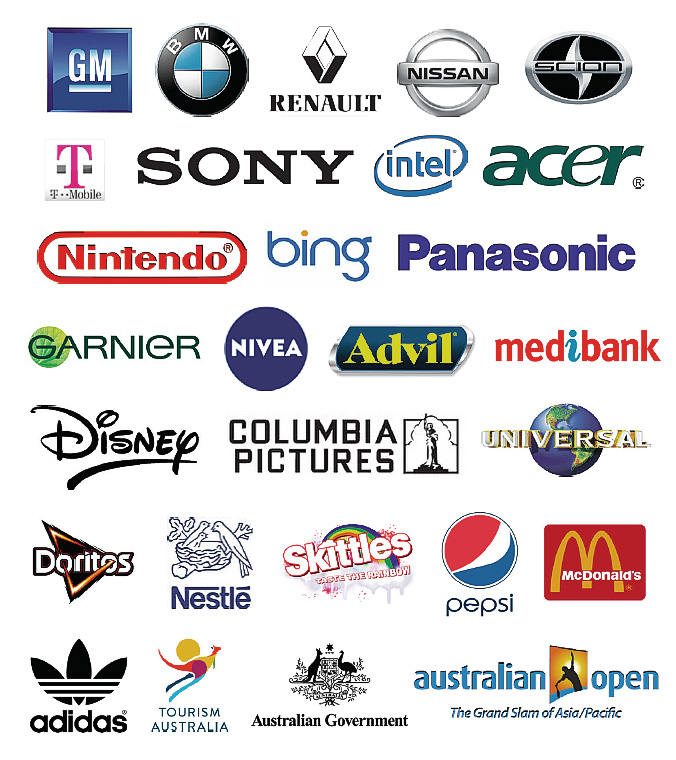 GM
BMW
RENAULT
NISSAN
SCION
T
T··Mobile
SONY
intel®
acer®
Nintendo®
bing
Panasonic
GARNIER
NIVEA
Advil®
medibank
DISNEY
COLUMBIA
PICTURES
UNIVERSAL
Doritos
Nestlé
Skittles
TASTE THE RAINBOW
pepsi
McDonald's®
adidas®
TOURISM
AUSTRALIA
AUSTRALIA
Australian Government
australian open
The Grand Slam of Asia/Pacific